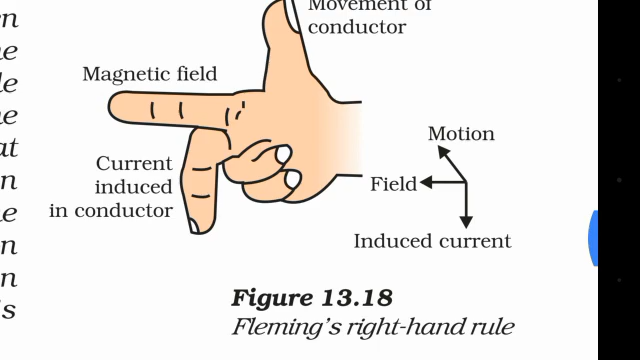 en
Movement of
conductor
Magnetic field
Current
induced
in conductor
Motion
Field
Induced current
Figure 13.18
Fleming's right-hand rule